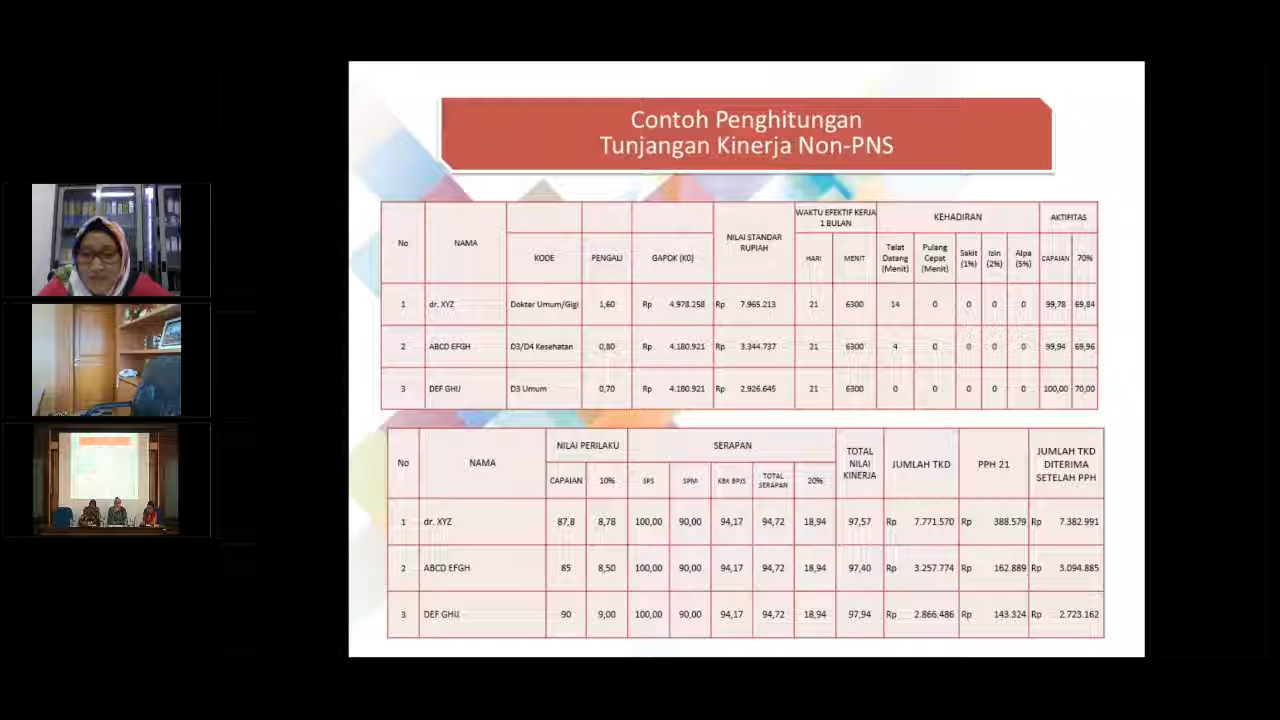 Contoh Penghitungan
Tunjangan Kinerja Non-PNS
No NAMA KODE PENGALI GAPOK (K0) NILAI STANDAR RUPIAH WAKTU EFEKTIF KERJA 1 BULAN KEHADIRAN AKTIFITAS
HARI MENIT Telat Datang (Menit) Pulang Cepat (Menit) Sakit (1%) Izin (2%) Alpa (5%) CAPAIAN 70%
1 dr. XYZ Dokter Umum/Gigi 1,60 Rp 4.978.258 Rp 7.965.213 21 6300 14 0 0 0 0 99,78 69,84
2 ABCD EFGH D3/D4 Kesehatan 0,80 Rp 4.180.921 Rp 3.344.737 21 6300 4 0 0 0 0 99,94 69,96
3 DEF GHIJ D3 Umum 0,70 Rp 4.180.921 Rp 2.926.645 21 6300 0 0 0 0 0 100,00 70,00
No NAMA NILAI PERILAKU SERAPAN TOTAL NILAI KINERJA JUMLAH TKD PPH 21 JUMLAH TKD DITERIMA SETELAH PPH
CAPAIAN 10% SPS SPM KBK BPJS TOTAL SERAPAN 20%
1 dr. XYZ 87,8 8,78 100,00 90,00 94,17 94,72 18,94 97,57 Rp 7.771.570 Rp 388.579 Rp 7.382.991
2 ABCD EFGH 85 8,50 100,00 90,00 94,17 94,72 18,94 97,40 Rp 3.257.774 Rp 162.889 Rp 3.094.885
3 DEF GHIJ 90 9,00 100,00 90,00 94,17 94,72 18,94 97,94 Rp 2.866.486 Rp 143.324 Rp 2.723.162